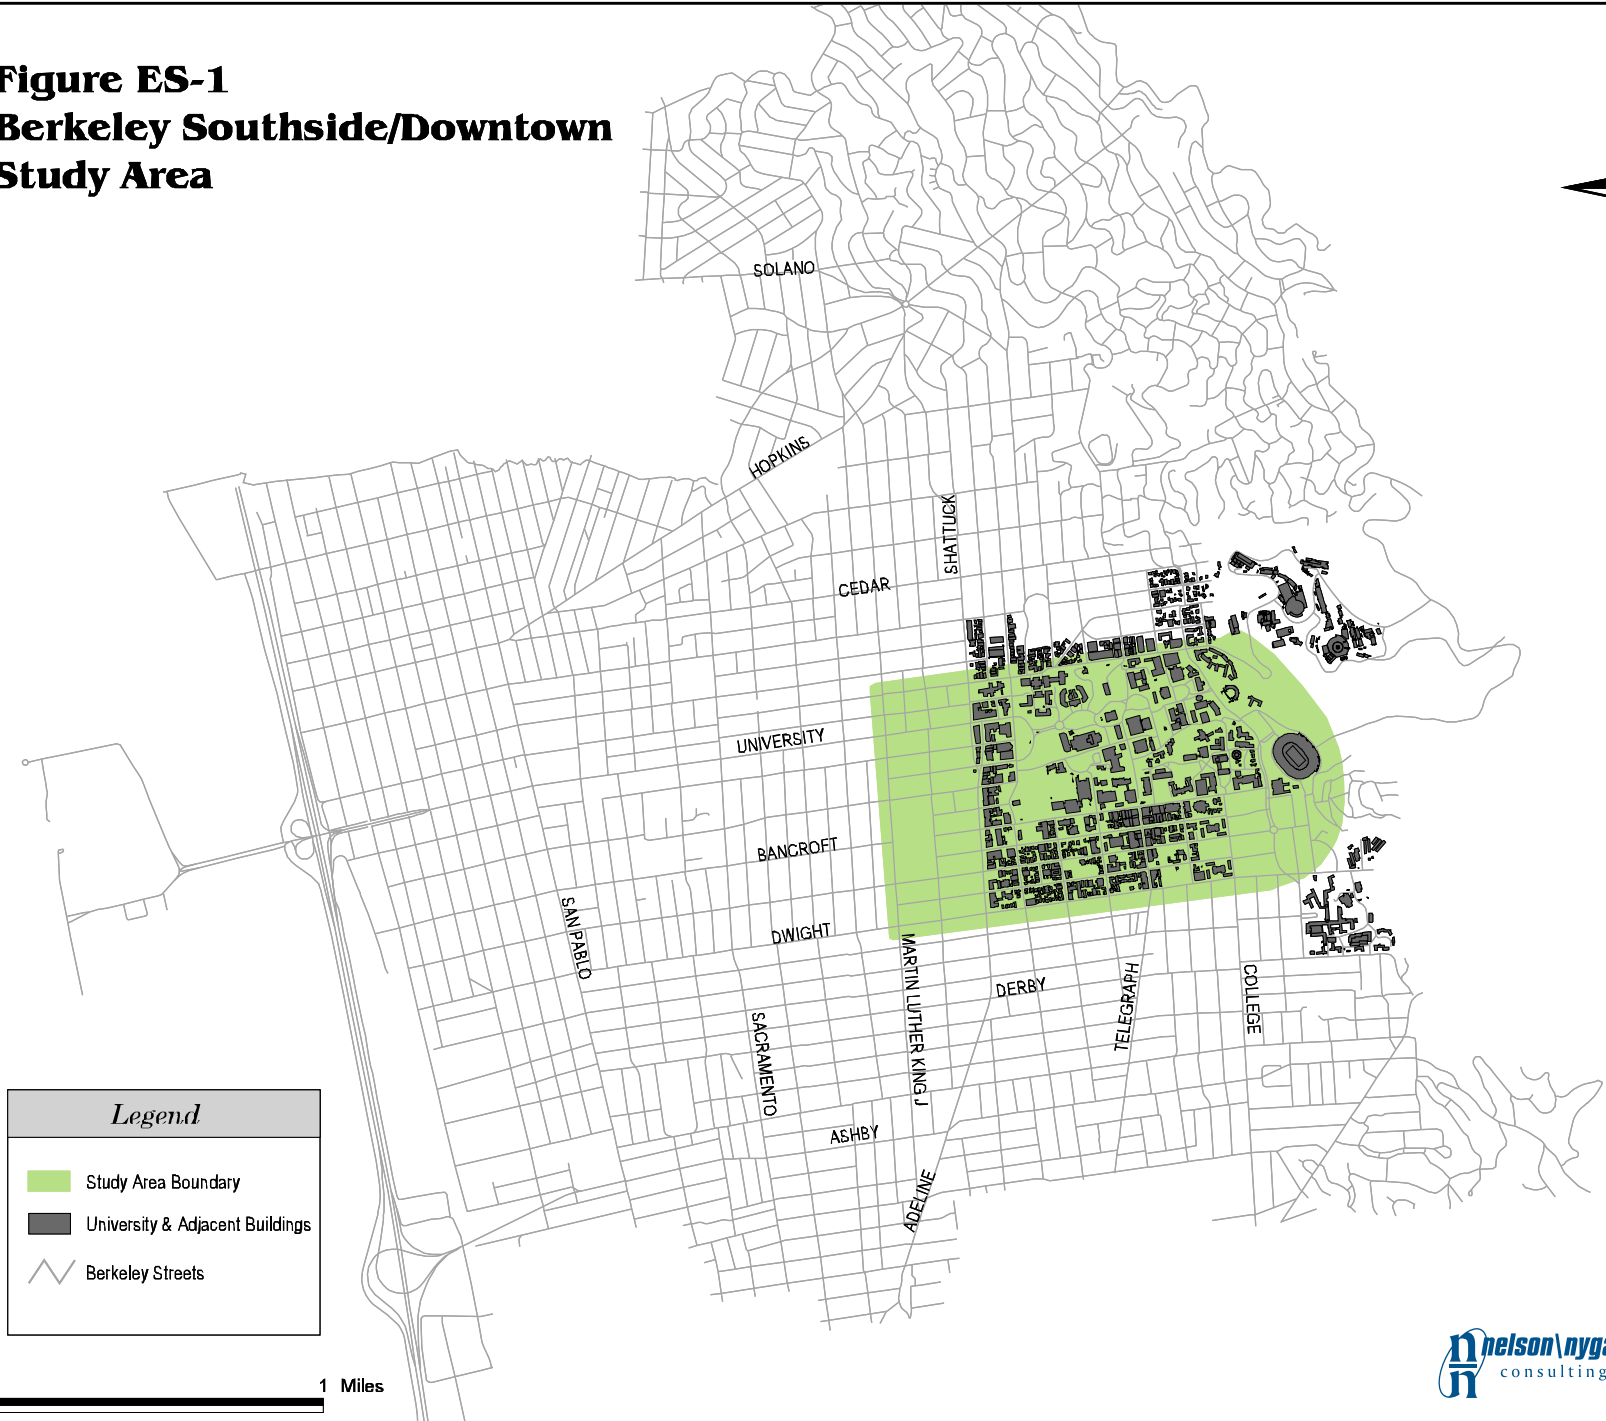 Figure ES-1
Berkeley Southside/Downtown
Study Area
SOLANO
HOPKINS
SHATTUCK
CEDAR
UNIVERSITY
BANCROFT
SAN PABLO
DWIGHT
MARTIN LUTHER KING J
DERBY
TELEGRAPH
COLLEGE
SACRAMENTO
ASHBY
ADELINE
Legend
Study Area Boundary
University & Adjacent Buildings
Berkeley Streets
1 Miles
nelson\nyga
consulting